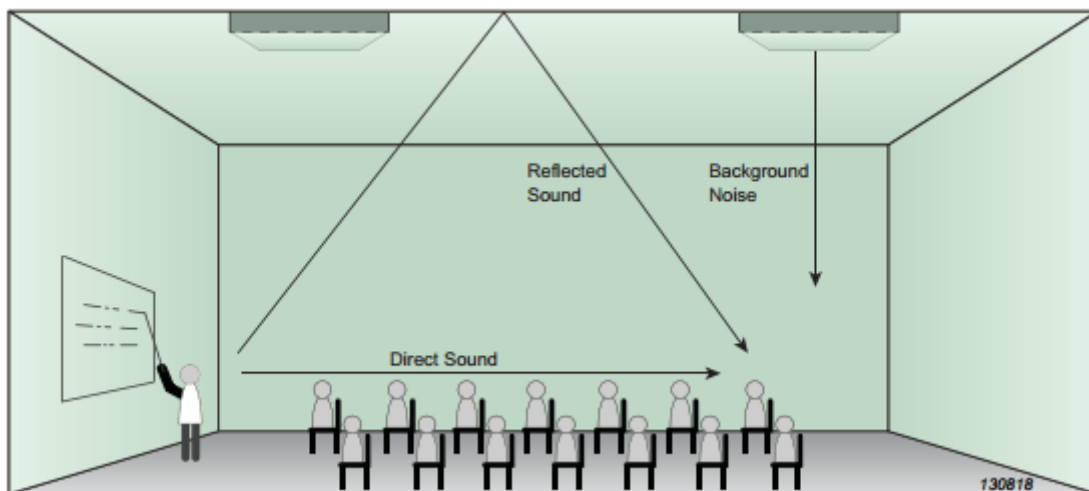 Reflected
Sound
Background
Noise
Direct Sound
130818